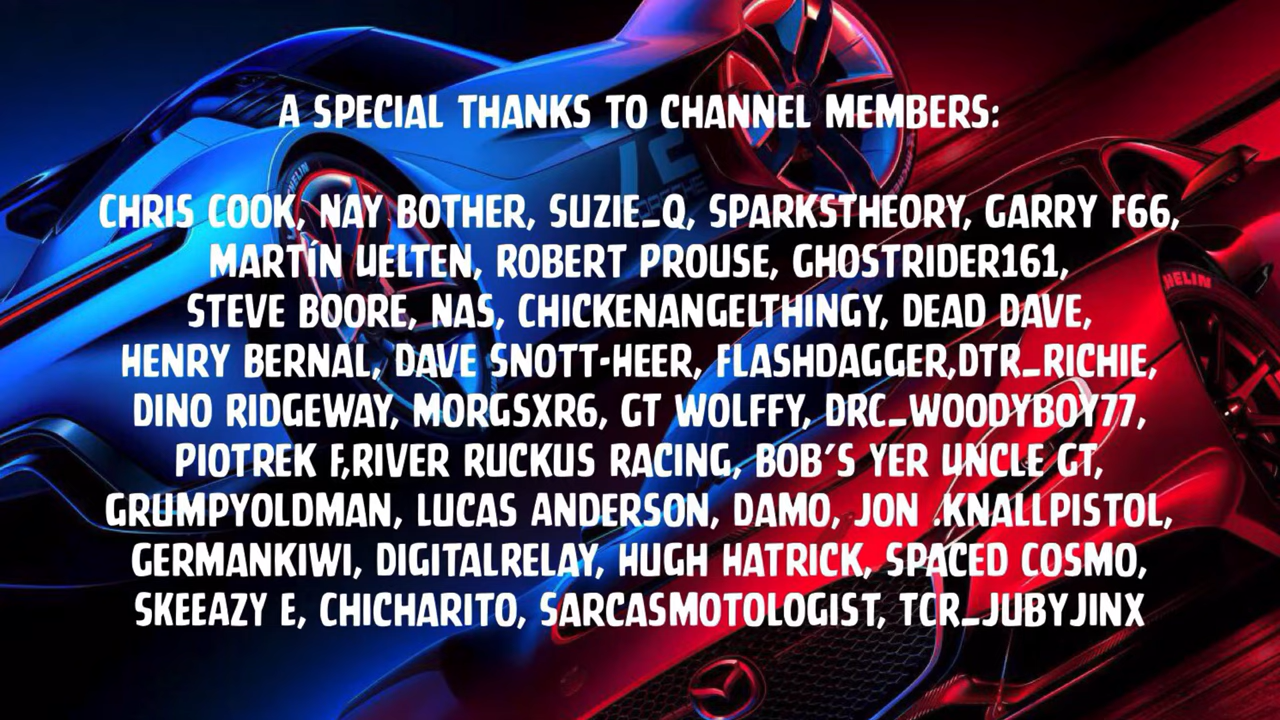 A SPECIAL THANKS TO CHANNEL MEMBERS:
CHRIS COOK, NAY BOTHER, SUZIE_Q, SPARKSTHEORY, GARRY F66,
MARTÍN UELTEN, ROBERT PROUSE, GHOSTRIDER161,
STEVE BOORE, NAS, CHICKENANGELTHINGY, DEAD DAVE,
HENRY BERNAL, DAVE SNOTT-HEER, FLASHDAGGER,DTR_RICHIE,
DINO RIDGEWAY, MORGSXR6, GT WOLFFY, DRC_WOODYBOY77,
PIOTREK F,RIVER RUCKUS RACING, BOB'S YER UNCLE GT,
GRUMPYOLDMAN, LUCAS ANDERSON, DAMO, JON .KNALLPISTOL,
GERMANKIWI, DIGITALRELAY, HUGH HATRICK, SPACED COSMO,
SKEEAZY E, CHICHARITO, SARCASMOTOLOGIST, TCR_JUBYJINX